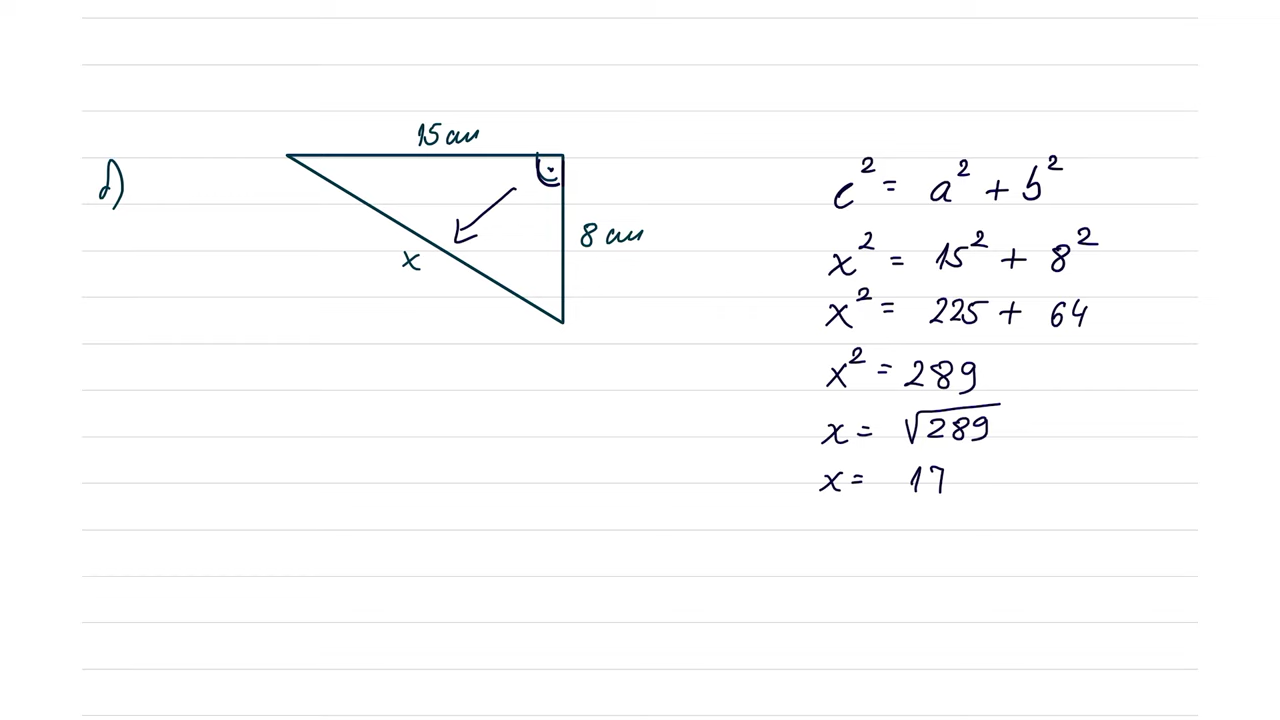 d)
15 cm
8 cm
x
c² = a² + b²
x² = 15² + 8²
x² = 225 + 64
x² = 289
x = √289
x = 17